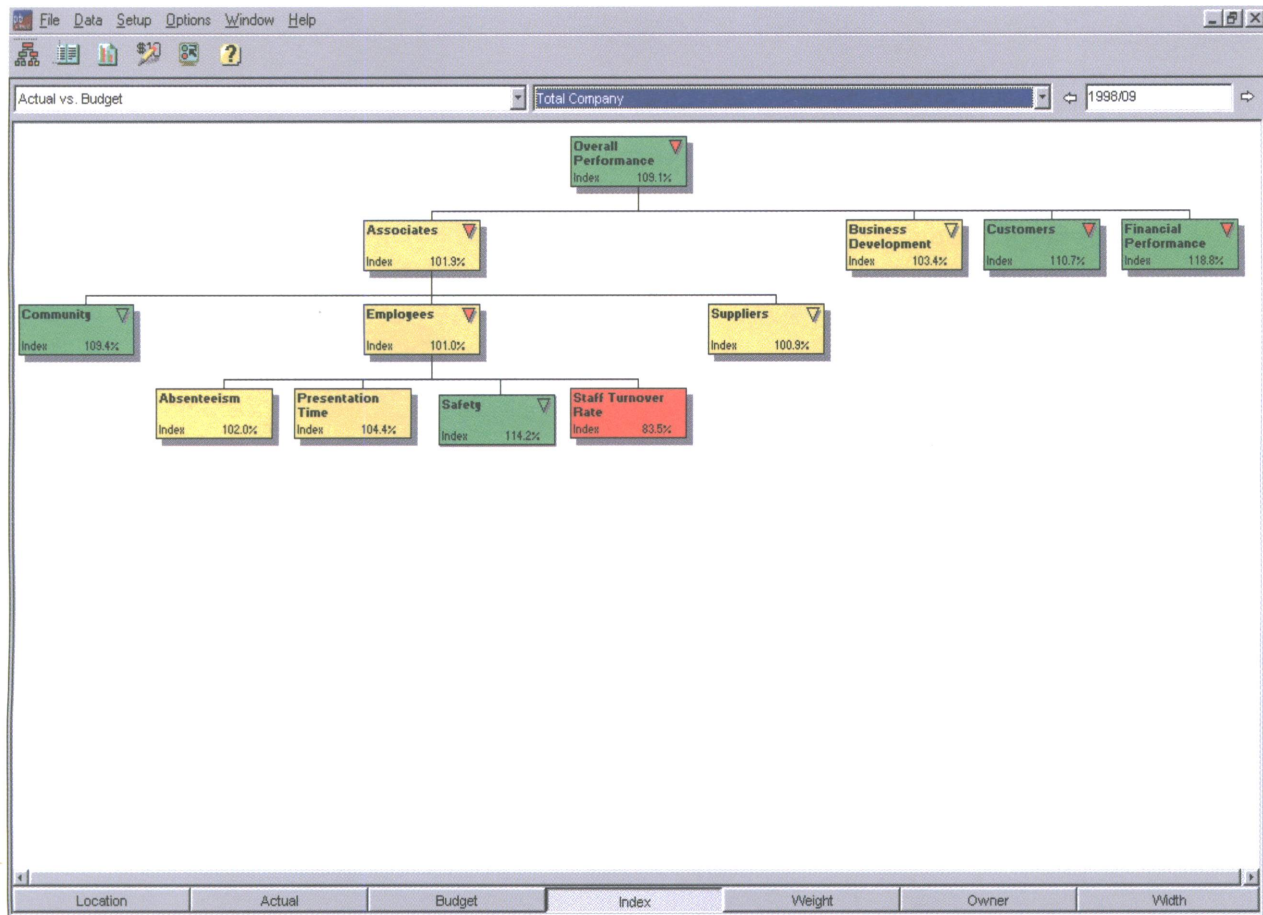 File Data Setup Options Window Help
Actual vs. Budget Total Company 1998/09
Overall
Performance
Index 109.1%
Associates
Index 101.9%
Business
Development
Index 103.4%
Customers
Index 110.7%
Financial
Performance
Index 118.8%
Community
Index 109.4%
Employees
Index 101.0%
Suppliers
Index 100.9%
Absenteeism
Index 102.0%
Presentation
Time
Index 104.4%
Safety
Index 114.2%
Staff Turnover
Rate
Index 83.5%
Location Actual Budget Index Weight Owner Width